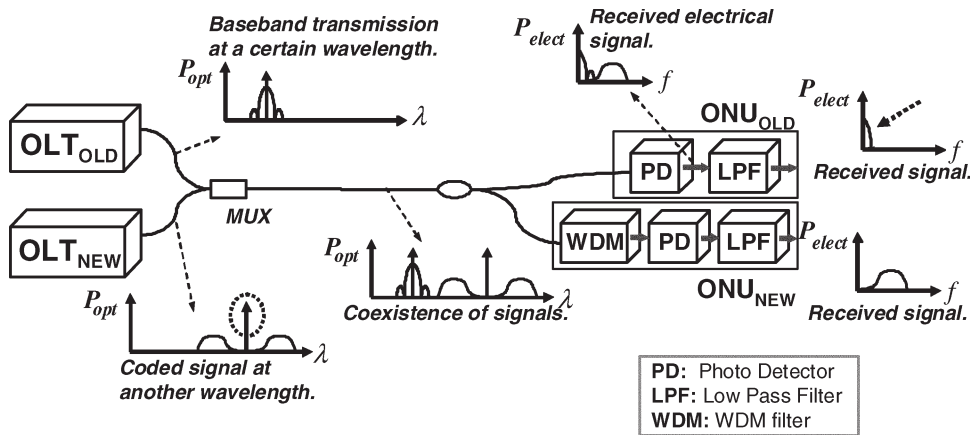 Baseband transmission
at a certain wavelength.
P_opt
λ
Received electrical
signal.
P_elect
f
ONU_OLD
P_elect
f
Received signal.
OLT_OLD
PD
LPF
MUX
OLT_NEW
WDM
PD
LPF
P_elect
f
Received signal.
ONU_NEW
P_opt
λ
Coexistence of signals.
P_opt
λ
Coded signal at
another wavelength.
PD: Photo Detector
LPF: Low Pass Filter
WDM: WDM filter